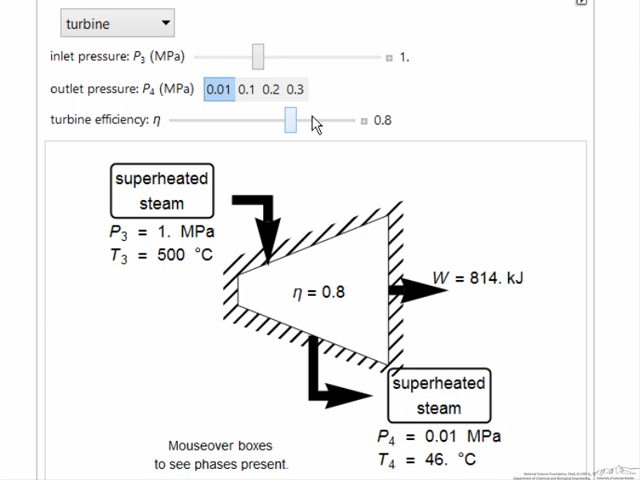 turbine
inlet pressure: P3 (MPa) 1.
outlet pressure: P4 (MPa) 0.01 0.1 0.2 0.3
turbine efficiency: η 0.8
superheated
steam
P3 = 1. MPa
T3 = 500 °C
η = 0.8
W = 814. kJ
superheated
steam
P4 = 0.01 MPa
T4 = 46. °C
Mouseover boxes
to see phases present.